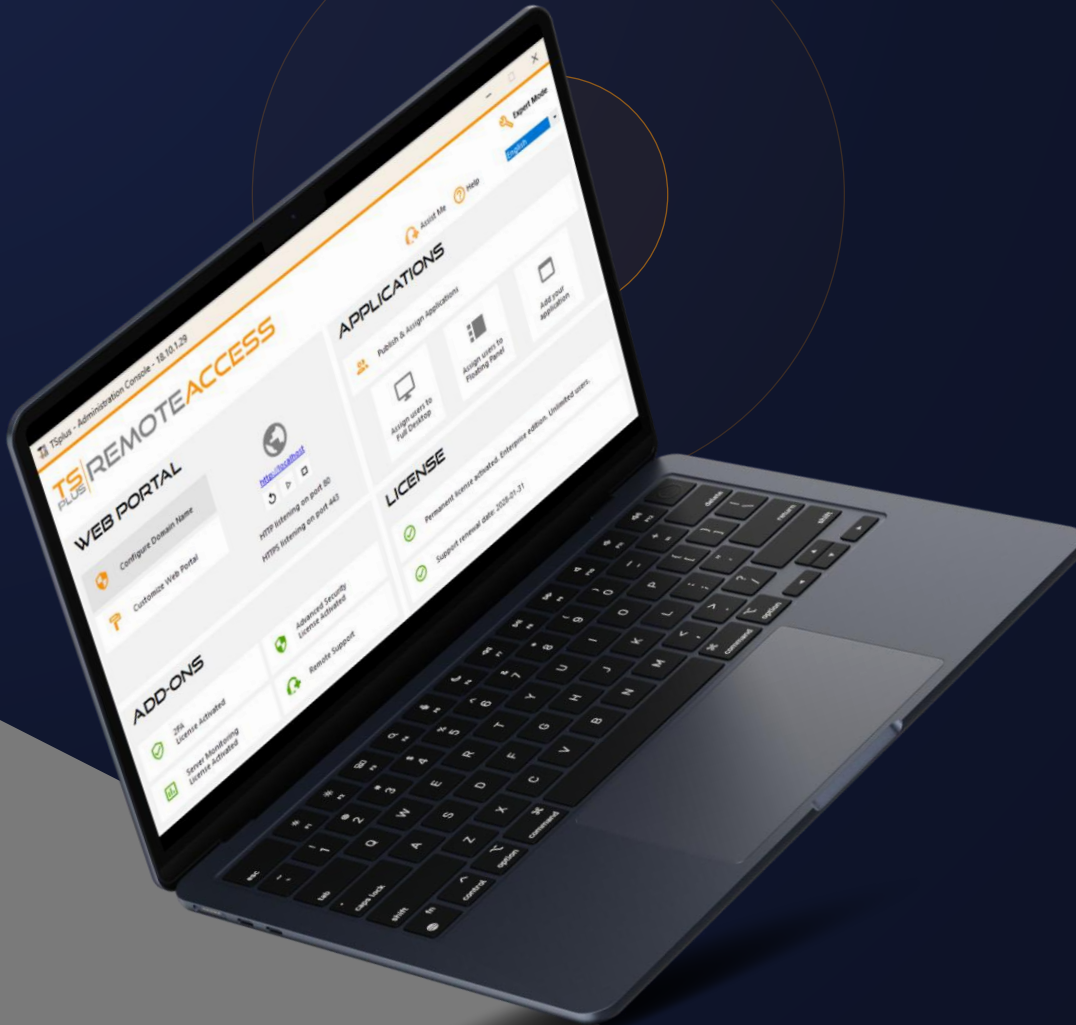 TSplus - Administration Console - 18.10.1.29
Expert Mode
English
TS PLUS | REMOTE ACCESS
Assist Me
Help
WEB PORTAL
Configure Domain Name
Customize Web Portal
http://localhost
HTTP listening on port 80
HTTPS listening on port 443
APPLICATIONS
Publish & Assign Applications
Assign users to
Full Desktop
Assign users to
Floating Panel
Add your
application
ADD-ONS
2FA
License Activated
Advanced Security
License Activated
Server Monitoring
License Activated
Remote Support
LICENSE
Permanent license activated. Enterprise edition. Unlimited users.
Support renewal date: 2028-01-31
esc
delete
tab
return
caps lock
shift
shift
fn
control
option
command
command
option